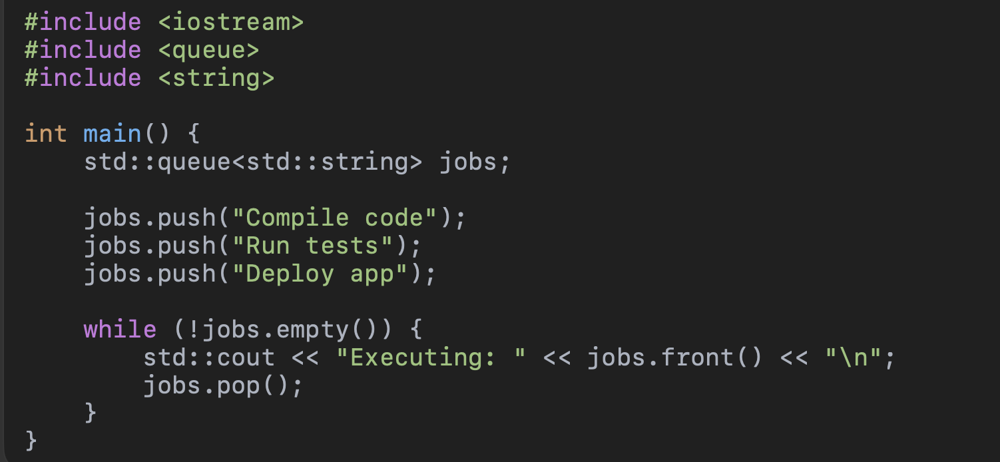 #include <iostream>
#include <queue>
#include <string>

int main() {
    std::queue<std::string> jobs;

    jobs.push("Compile code");
    jobs.push("Run tests");
    jobs.push("Deploy app");

    while (!jobs.empty()) {
        std::cout << "Executing: " << jobs.front() << "\n";
        jobs.pop();
    }
}